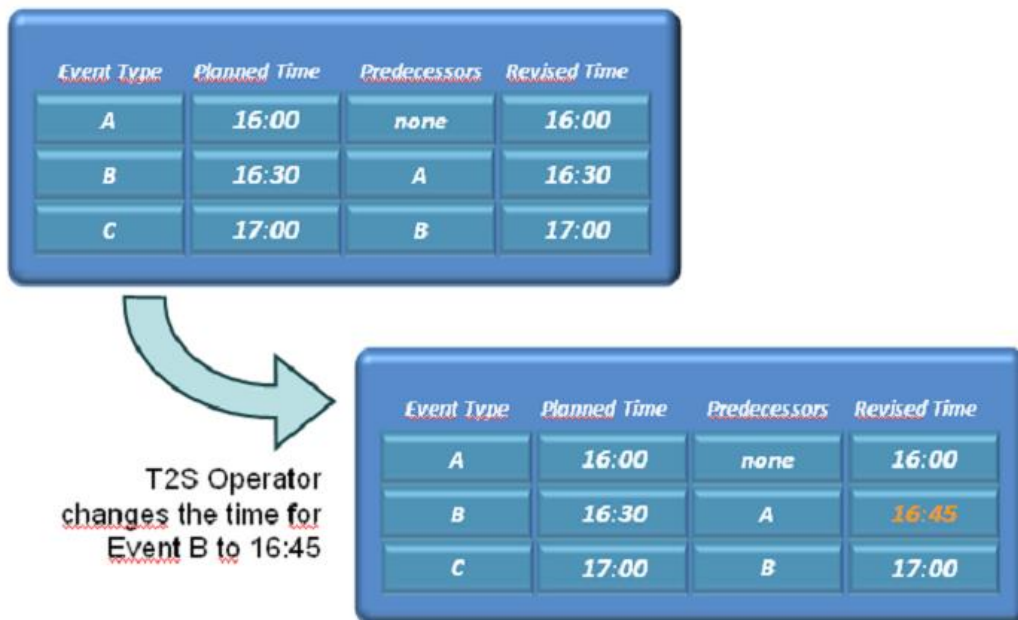 Event Type Planned Time Predecessors Revised Time
A 16:00 none 16:00
B 16:30 A 16:30
C 17:00 B 17:00
T2S Operator
changes the time for
Event B to 16:45
Event Type Planned Time Predecessors Revised Time
A 16:00 none 16:00
B 16:30 A 16:45
C 17:00 B 17:00